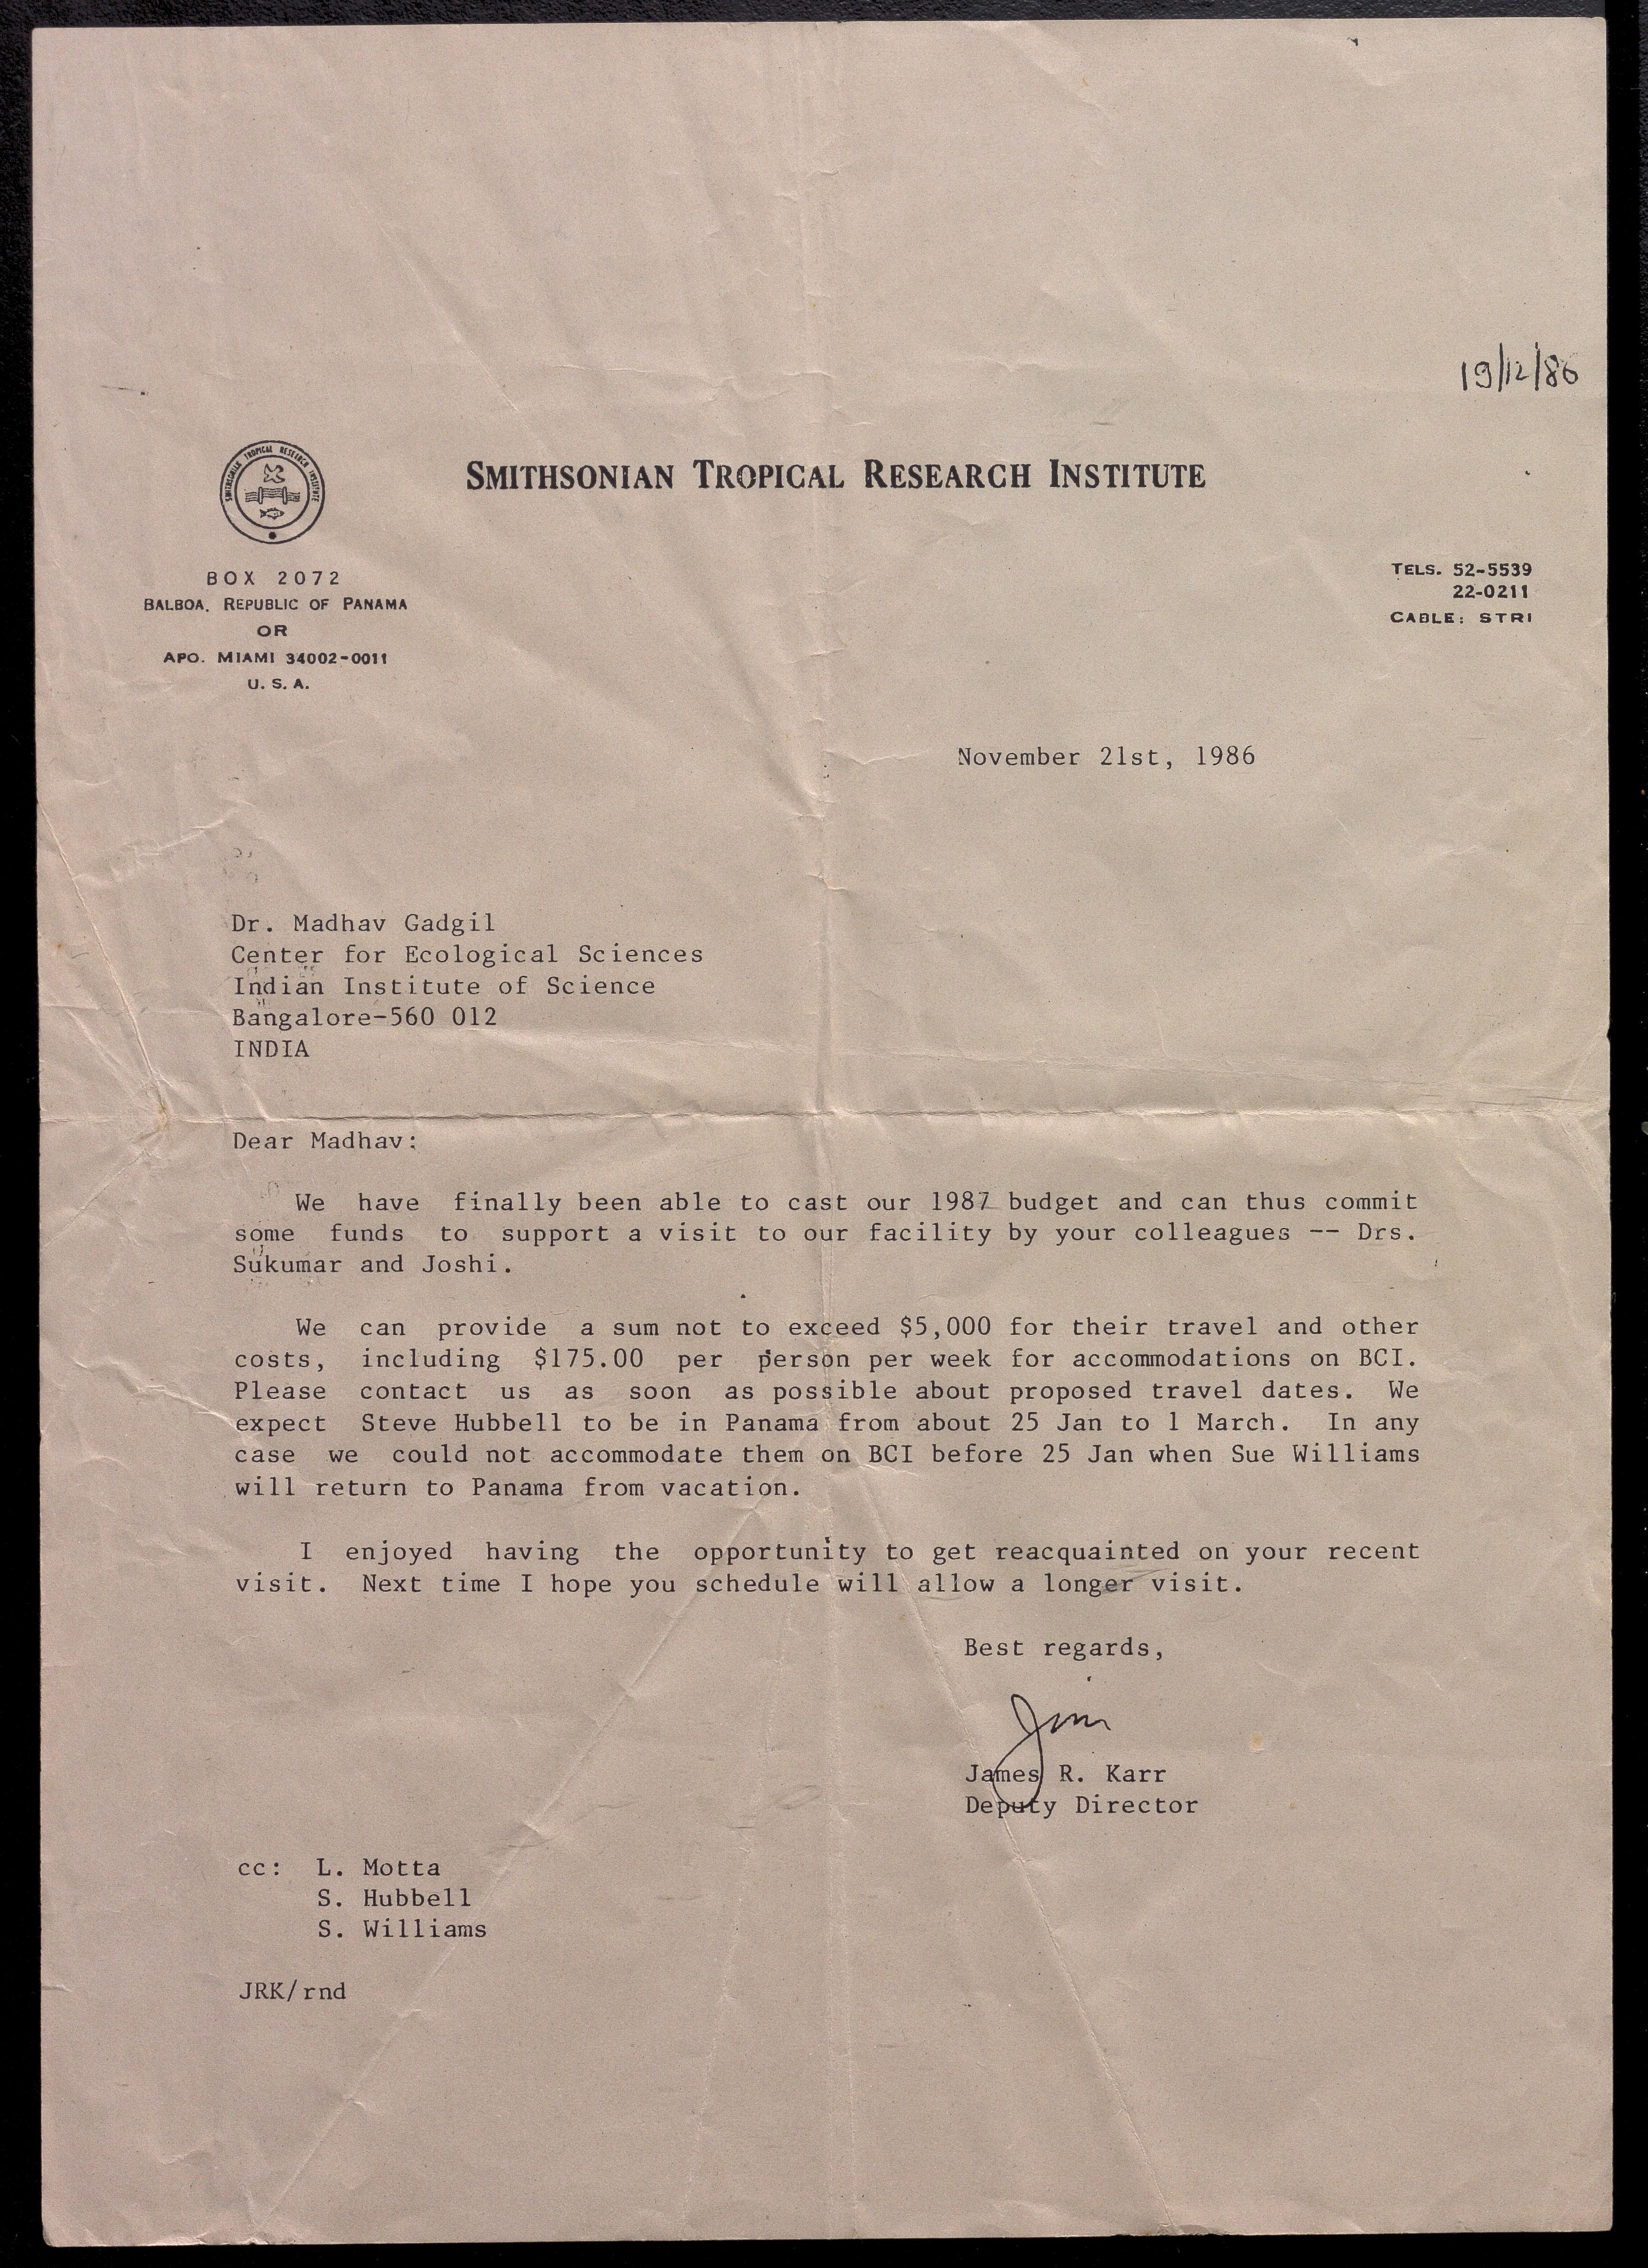 19/12/86
SMITHSONIAN TROPICAL RESEARCH INSTITUTE
SMITHSONIAN TROPICAL RESEARCH INSTITUTE
BOX 2072
BALBOA, REPUBLIC OF PANAMA
OR
APO. MIAMI 34002-0011
U. S. A.
TELS. 52-5539
22-0211
CABLE: STRI
November 21st, 1986
Dr. Madhav Gadgil
Center for Ecological Sciences
Indian Institute of Science
Bangalore-560 012
INDIA
Dear Madhav:
We have finally been able to cast our 1987 budget and can thus commit
some funds to support a visit to our facility by your colleagues -- Drs.
Sukumar and Joshi.
We can provide a sum not to exceed $5,000 for their travel and other
costs, including $175.00 per person per week for accommodations on BCI.
Please contact us as soon as possible about proposed travel dates. We
expect Steve Hubbell to be in Panama from about 25 Jan to 1 March. In any
case we could not accommodate them on BCI before 25 Jan when Sue Williams
will return to Panama from vacation.
I enjoyed having the opportunity to get reacquainted on your recent
visit. Next time I hope you schedule will allow a longer visit.
Best regards,
Jim
James R. Karr
Deputy Director
cc: L. Motta
S. Hubbell
S. Williams
JRK/rnd